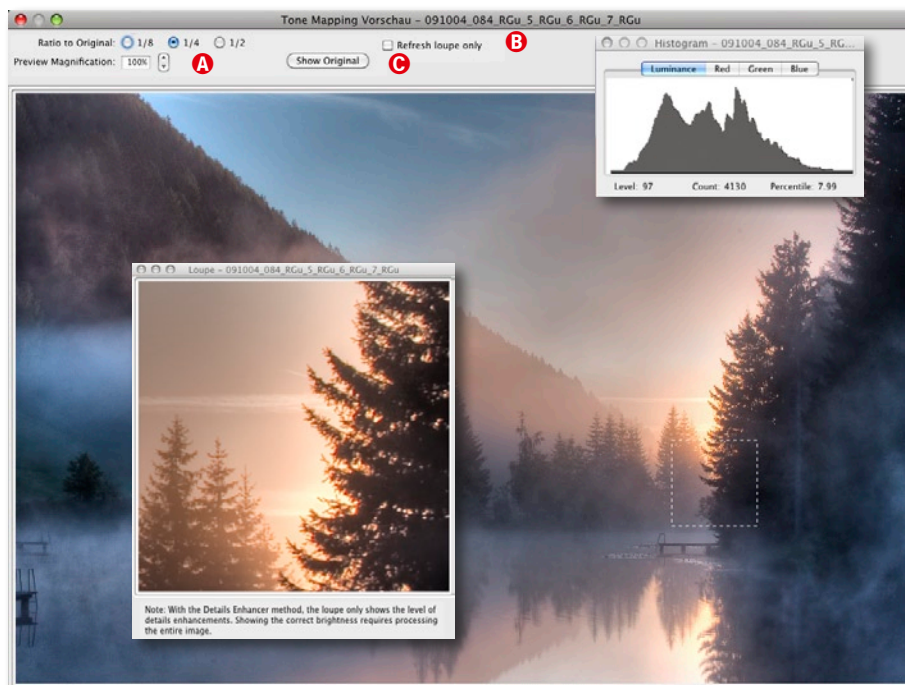 Tone Mapping Vorschau – 091004_084_RGu_5_RGu_6_RGu_7_RGu
Ratio to Original: 1/8 1/4 1/2
Refresh loupe only
B
Preview Magnification: 100%
A
Show Original
C
Histogram – 091004_084_RGu_5_RG...
Luminance Red Green Blue
Level: 97 Count: 4130 Percentile: 7.99
Loupe – 091004_084_RGu_5_RGu_6_RGu_7_RGu
Note: With the Details Enhancer method, the loupe only shows the level of
details enhancements. Showing the correct brightness requires processing
the entire image.